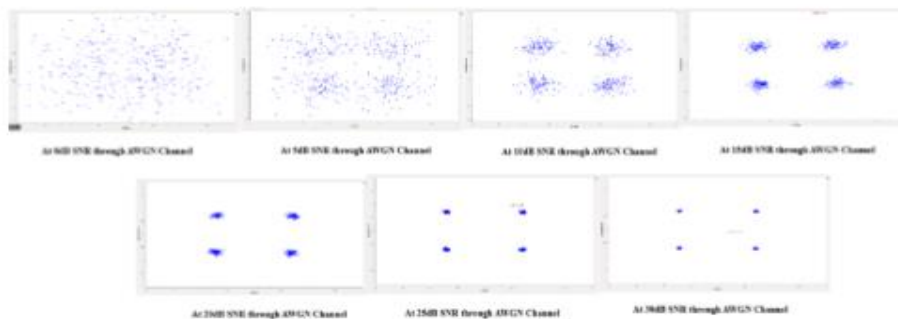 At 0dB SNR through AWGN Channel
At 5dB SNR through AWGN Channel
At 10dB SNR through AWGN Channel
At 15dB SNR through AWGN Channel
At 20dB SNR through AWGN Channel
At 25dB SNR through AWGN Channel
At 30dB SNR through AWGN Channel